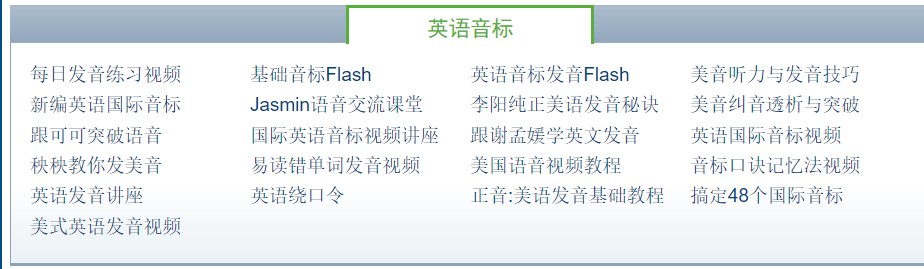 英语音标
每日发音练习视频 基础音标Flash 英语音标发音Flash 美音听力与发音技巧
新编英语国际音标 Jasmin语音交流课堂 李阳纯正美语发音秘诀 美音纠音透析与突破
跟可可突破语音 国际英语音标视频讲座 跟谢孟媛学英文发音 英语国际音标视频
秧秧教你发美音 易读错单词发音视频 美国语音视频教程 音标口诀记忆法视频
英语发音讲座 英语绕口令 正音:美语发音基础教程 搞定48个国际音标
美式英语发音视频